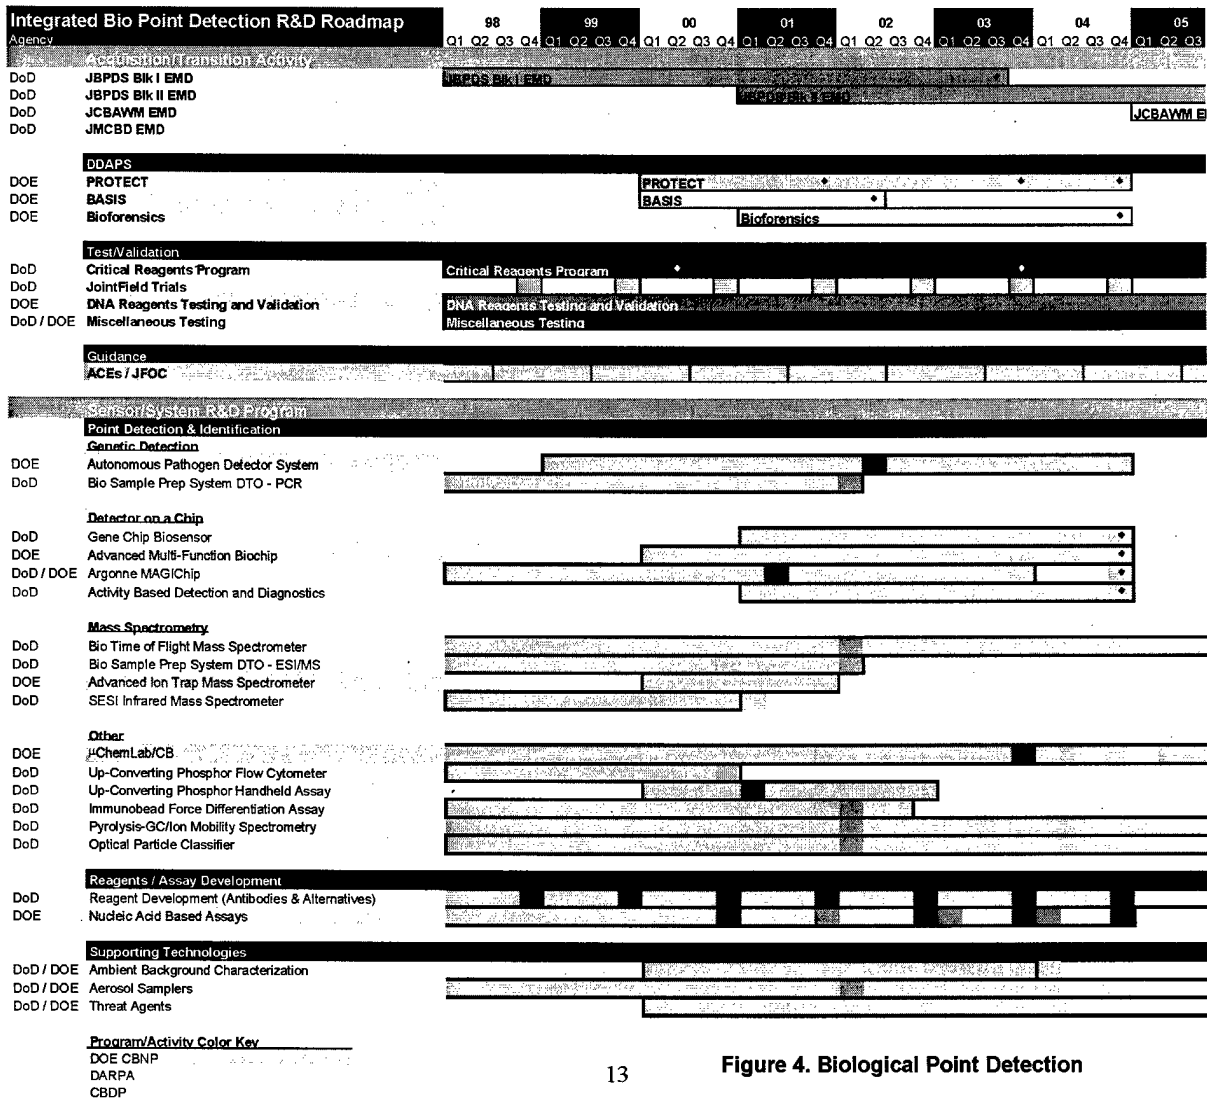 Integrated Bio Point Detection R&D Roadmap 98 99 00 01 02 03 04 05
Agency Q1 Q2 Q3 Q4 Q1 Q2 Q3 Q4 Q1 Q2 Q3 Q4 Q1 Q2 Q3 Q4 Q1 Q2 Q3 Q4 Q1 Q2 Q3 Q4 Q1 Q2 Q3 Q4 Q1 Q2 Q3
Acquisition/Transition Activity
DoD JBPDS Blk I EMD JBPDS Blk I EMD
DoD JBPDS Blk II EMD JBPDS Blk II EMD
DoD JCBAWM EMD JCBAWM E
DoD JMCBD EMD
DDAPS
DOE PROTECT PROTECT
DOE BASIS BASIS
DOE Bioforensics Bioforensics
Test/Validation
DoD Critical Reagents Program Critical Reagents Program
DoD JointField Trials
DOE DNA Reagents Testing and Validation DNA Reagents Testing and Validation
DoD / DOE Miscellaneous Testing Miscellaneous Testing
Guidance
ACEs / JFOC
Sensor/System R&D Program
Point Detection & Identification
Genetic Detection
DOE Autonomous Pathogen Detector System
DoD Bio Sample Prep System DTO - PCR
Detector on a Chip
DoD Gene Chip Biosensor
DOE Advanced Multi-Function Biochip
DoD / DOE Argonne MAGIChip
DoD Activity Based Detection and Diagnostics
Mass Spectrometry
DoD Bio Time of Flight Mass Spectrometer
DoD Bio Sample Prep System DTO - ESI/MS
DOE Advanced Ion Trap Mass Spectrometer
DoD SESI Infrared Mass Spectrometer
Other
DOE µChemLab/CB
DoD Up-Converting Phosphor Flow Cytometer
DoD Up-Converting Phosphor Handheld Assay
DoD Immunobead Force Differentiation Assay
DoD Pyrolysis-GC/Ion Mobility Spectrometry
DoD Optical Particle Classifier
Reagents / Assay Development
DoD Reagent Development (Antibodies & Alternatives)
DOE Nucleic Acid Based Assays
Supporting Technologies
DoD / DOE Ambient Background Characterization
DoD / DOE Aerosol Samplers
DoD / DOE Threat Agents
Program/Activity Color Key
DOE CBNP
DARPA
CBDP
13
Figure 4. Biological Point Detection